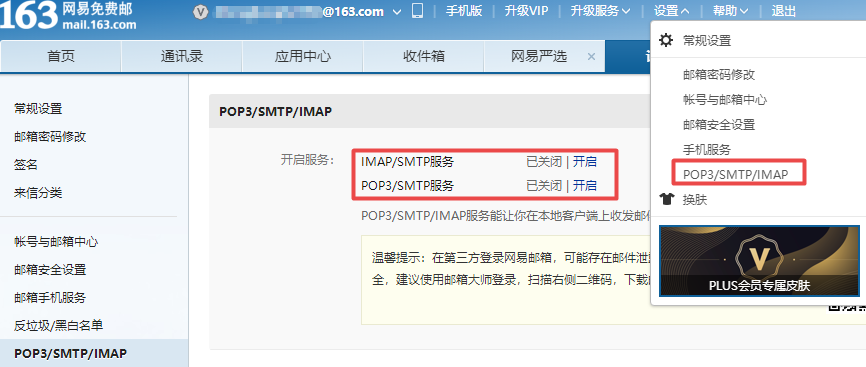 163 网易免费邮
mail.163.com
@163.com
手机版 | 升级VIP | 升级服务 | 设置 | 帮助 | 退出
首页
通讯录
应用中心
收件箱
网易严选 ×
常规设置
邮箱密码修改
签名
来信分类
帐号与邮箱中心
邮箱安全设置
邮箱手机服务
反垃圾/黑白名单
POP3/SMTP/IMAP
POP3/SMTP/IMAP
开启服务：
IMAP/SMTP服务 已关闭 | 开启
POP3/SMTP服务 已关闭 | 开启
POP3/SMTP/IMAP服务能让你在本地客户端上收发邮件
温馨提示：在第三方登录网易邮箱，可能存在邮件泄
全，建议使用邮箱大师登录，扫描右侧二维码，下载
常规设置
邮箱密码修改
帐号与邮箱中心
邮箱安全设置
手机服务
POP3/SMTP/IMAP
换肤
V
PLUS会员专属皮肤